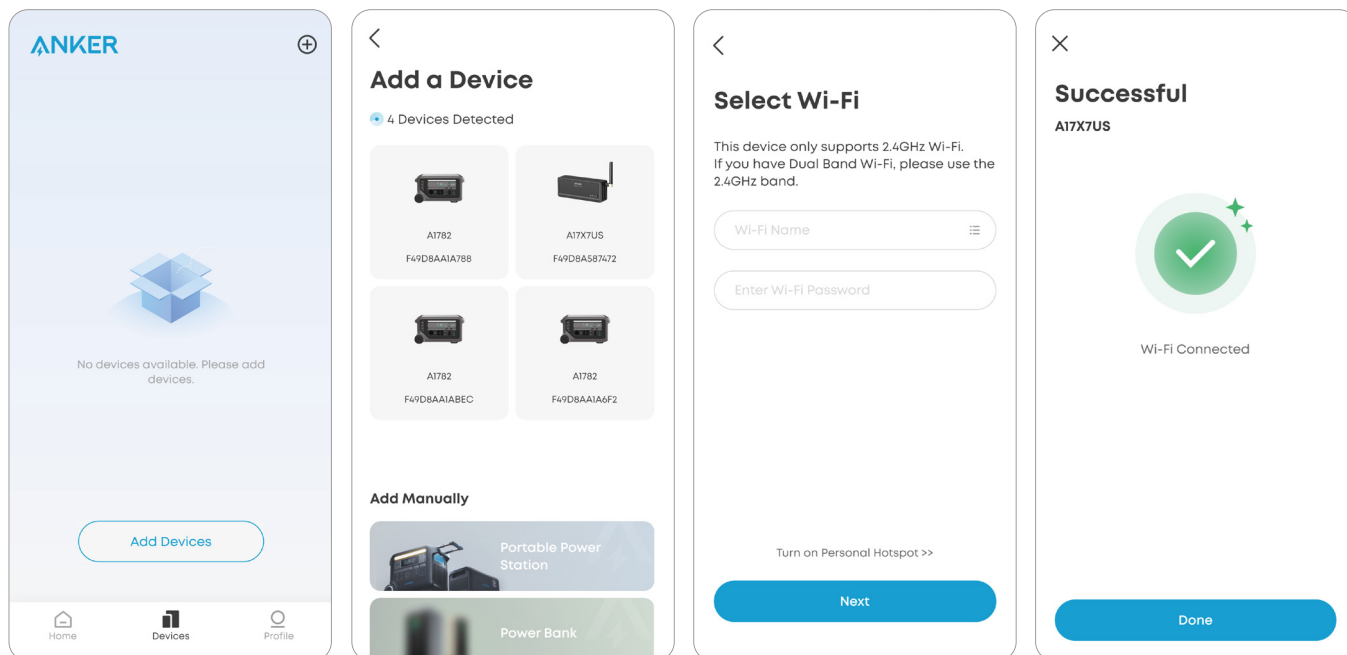 ANKER
No devices available. Please add
devices.
Add Devices
Home
Devices
Profile
Add a Device
4 Devices Detected
A1782
F49D8AA1A788
A17X7US
F49D8A587472
A1782
F49D8AA1ABEC
A1782
F49D8AA1A6F2
Add Manually
Portable Power
Station
Power Bank
Select Wi-Fi
This device only supports 2.4GHz Wi-Fi.
If you have Dual Band Wi-Fi, please use the
2.4GHz band.
Wi-Fi Name
Enter Wi-Fi Password
Turn on Personal Hotspot >>
Next
Successful
A17X7US
Wi-Fi Connected
Done